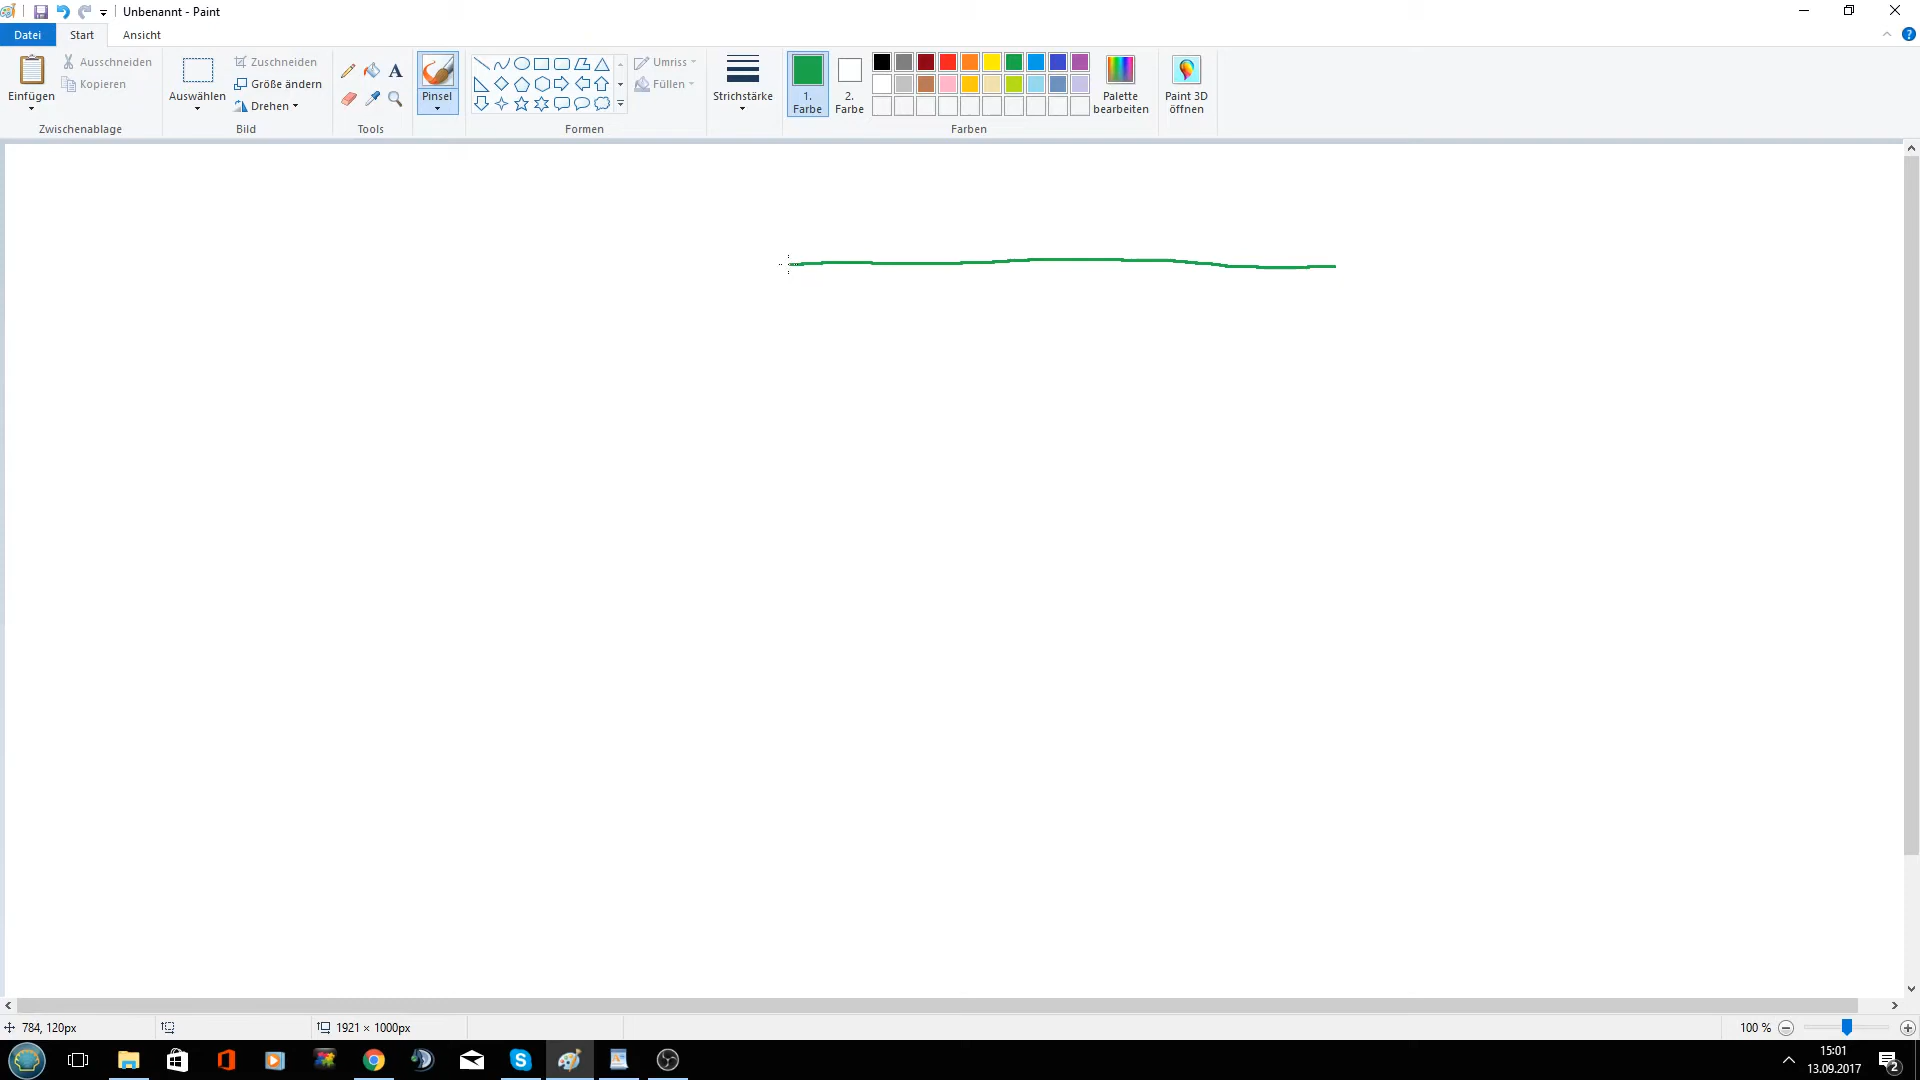 Unbenannt - Paint
Datei Start Ansicht
Einfügen
Ausschneiden
Kopieren
Zwischenablage
Auswählen
Zuschneiden
Größe ändern
Drehen
Bild
A
Tools
Pinsel
Formen
Umriss
Füllen
Strichstärke
1.
Farbe
2.
Farbe
Farben
Palette
bearbeiten
Paint 3D
öffnen
784, 120px
1921 × 1000px
100 %
15:01
13.09.2017
2